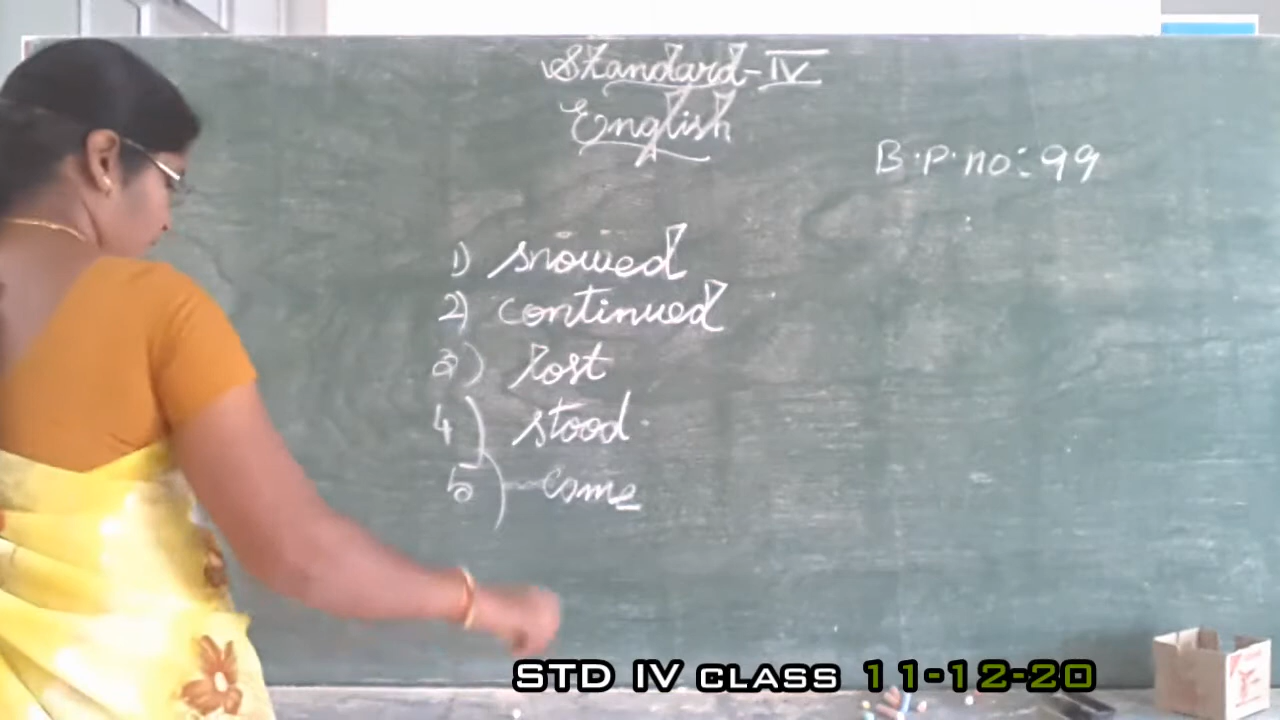 Standard-IV
English
B.P.no: 99
1) snowed
2) continued
3) lost
4) stood
5) come
STD IV CLASS 11-12-20